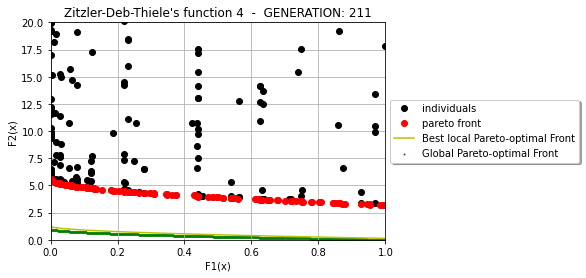 Zitzler-Deb-Thiele's function 4 - GENERATION: 211
20.0
17.5
15.0
12.5
10.0
7.5
5.0
2.5
0.0
F2(x)
0.0 0.2 0.4 0.6 0.8 1.0
F1(x)
individuals
pareto front
Best local Pareto-optimal Front
Global Pareto-optimal Front